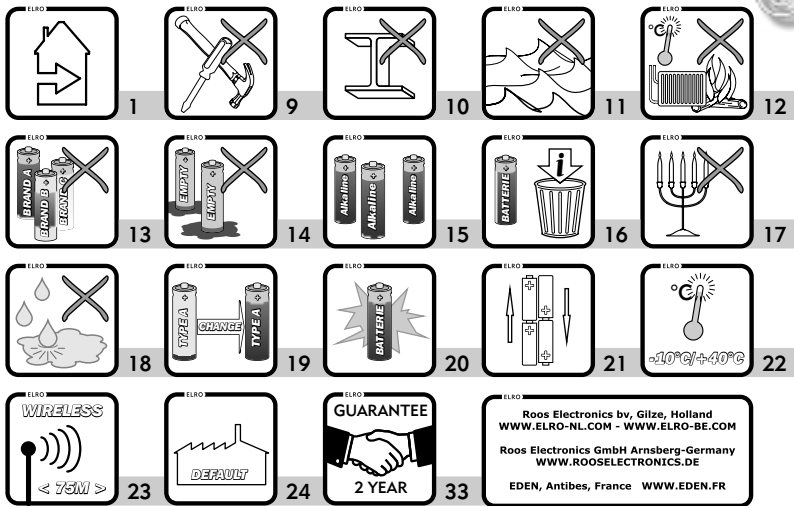 ELRO ELRO ELRO ELRO ELRO
°C
1 9 10 11 12
ELRO ELRO ELRO ELRO ELRO
BRAND A BRAND B BRAND C
EMPTY EMPTY
Alkaline Alkaline Alkaline
BATTERIE i
13 14 15 16 17
ELRO ELRO ELRO ELRO ELRO
TYPE A CHANGE TYPE A
BATTERIE
°C
-10°C/+40°C
18 19 20 21 22
ELRO ELRO ELRO ELRO
WIRELESS
< 75M >
23
DEFAULT
24
GUARANTEE
2 YEAR
33
Roos Electronics bv, Gilze, Holland
WWW.ELRO-NL.COM - WWW.ELRO-BE.COM
Roos Electronics GmbH Arnsberg-Germany
WWW.ROOSELECTRONICS.DE
EDEN, Antibes, France WWW.EDEN.FR